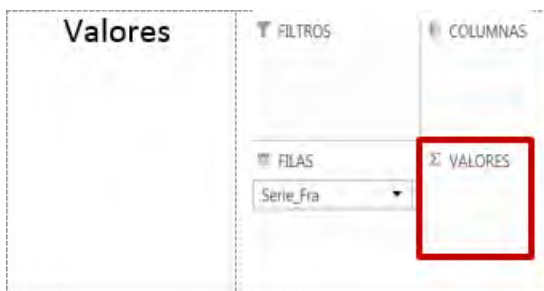 Valores
FILTROS
COLUMNAS
FILAS
Σ VALORES
Serie_Fra